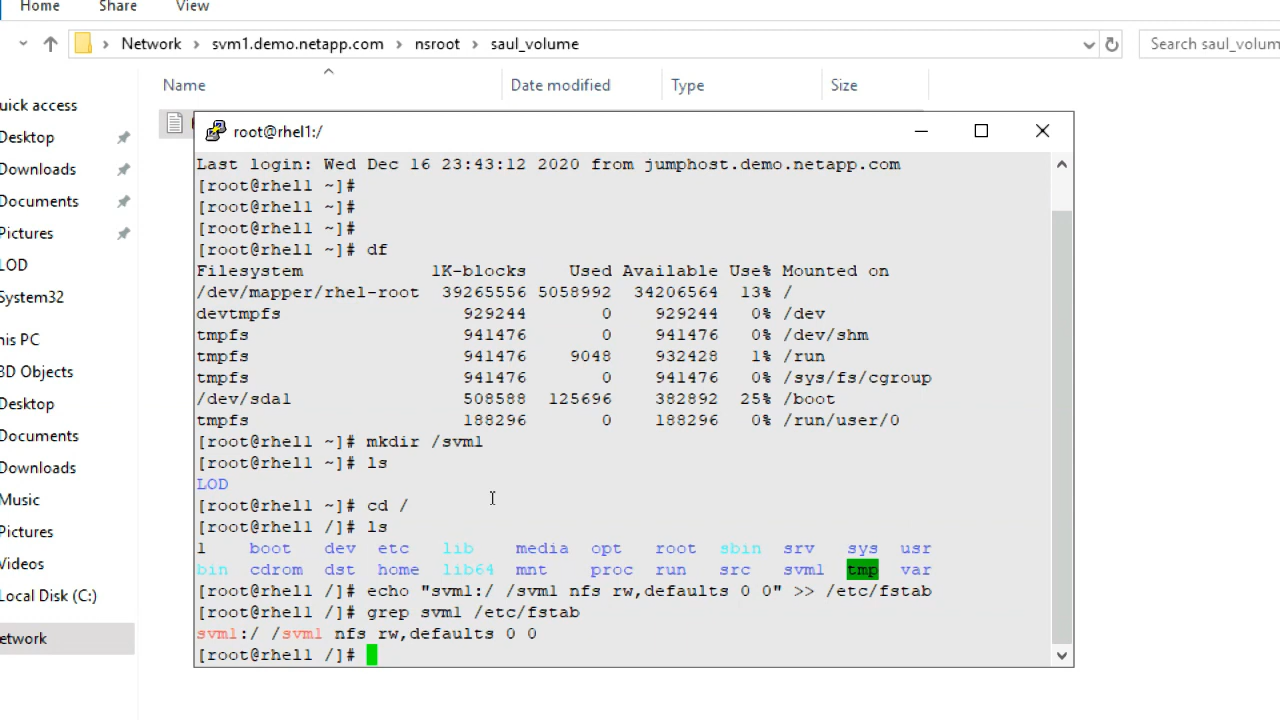 Home Share View
Network > svm1.demo.netapp.com > nsroot > saul_volume
Search saul_volum
Name Date modified Type Size
uick access
Desktop
Downloads
Documents
Pictures
LOD
System32
his PC
3D Objects
Desktop
Documents
Downloads
Music
Pictures
Videos
Local Disk (C:)
etwork
root@rhel1:/
Last login: Wed Dec 16 23:43:12 2020 from jumphost.demo.netapp.com
[root@rhel1 ~]#
[root@rhel1 ~]#
[root@rhel1 ~]#
[root@rhel1 ~]# df
Filesystem 1K-blocks Used Available Use% Mounted on
/dev/mapper/rhel-root 39265556 5058992 34206564 13% /
devtmpfs 929244 0 929244 0% /dev
tmpfs 941476 0 941476 0% /dev/shm
tmpfs 941476 9048 932428 1% /run
tmpfs 941476 0 941476 0% /sys/fs/cgroup
/dev/sda1 508588 125696 382892 25% /boot
tmpfs 188296 0 188296 0% /run/user/0
[root@rhel1 ~]# mkdir /svm1
[root@rhel1 ~]# ls
LOD
[root@rhel1 ~]# cd /
[root@rhel1 /]# ls
1 boot dev etc lib media opt root sbin srv sys usr
bin cdrom dst home lib64 mnt proc run src svm1 tmp var
[root@rhel1 /]# echo "svm1:/ /svm1 nfs rw,defaults 0 0" >> /etc/fstab
[root@rhel1 /]# grep svm1 /etc/fstab
svm1:/ /svm1 nfs rw,defaults 0 0
[root@rhel1 /]#